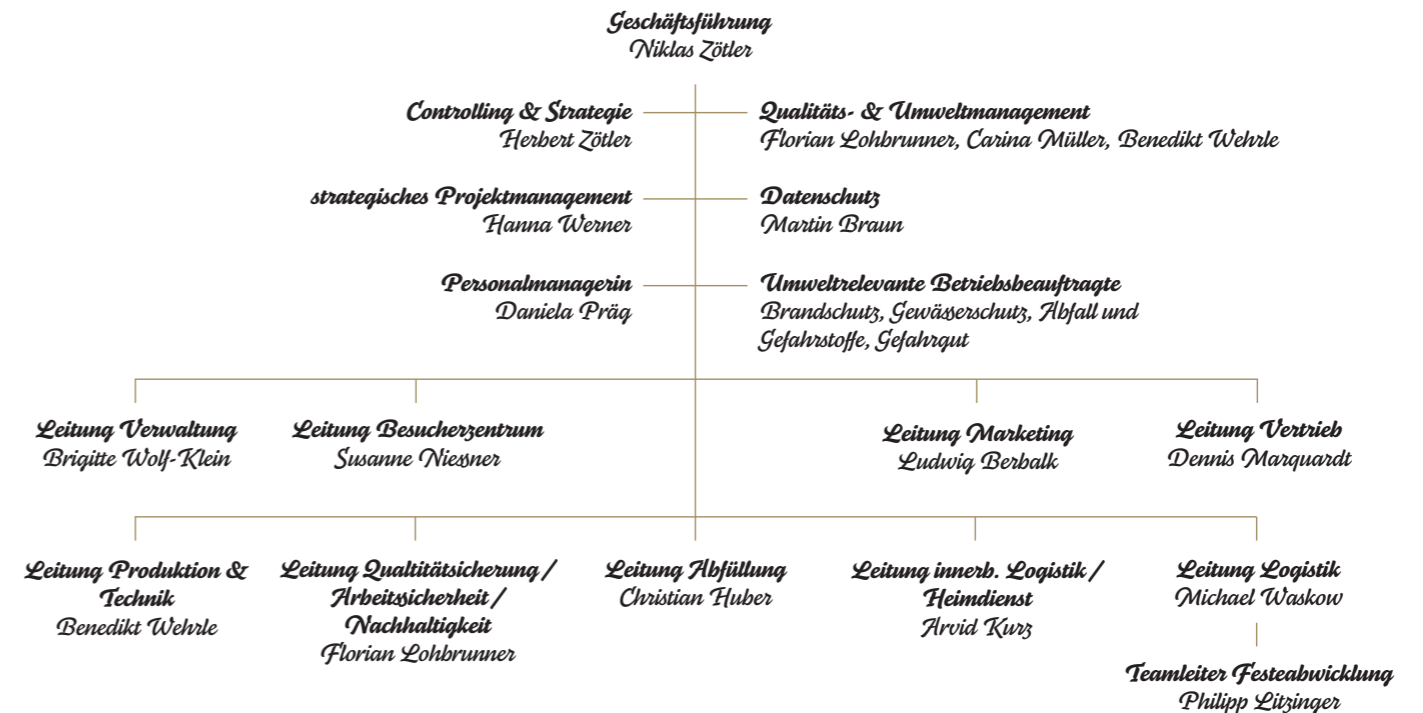 Geschäftsführung
Niklas Zötler
Controlling & Strategie
Herbert Zötler
Qualitäts- & Umweltmanagement
Florian Lohbrunner, Carina Müller, Benedikt Wehrle
strategisches Projektmanagement
Hanna Werner
Datenschutz
Martin Braun
Personalmanagerin
Daniela Präg
Umweltrelevante Betriebsbeauftragte
Brandschutz, Gewässerschutz, Abfall und
Gefahrstoffe, Gefahrgut
Leitung Verwaltung
Brigitte Wolf-Klein
Leitung Besucherzentrum
Susanne Niessner
Leitung Marketing
Ludwig Berbalk
Leitung Vertrieb
Dennis Marquardt
Leitung Produktion &
Technik
Benedikt Wehrle
Leitung Qualtitätsicherung /
Arbeitssicherheit /
Nachhaltigkeit
Florian Lohbrunner
Leitung Abfüllung
Christian Huber
Leitung innerb. Logistik /
Heimdienst
Arvid Kurz
Leitung Logistik
Michael Waskow
Teamleiter Festeabwicklung
Philipp Litzinger